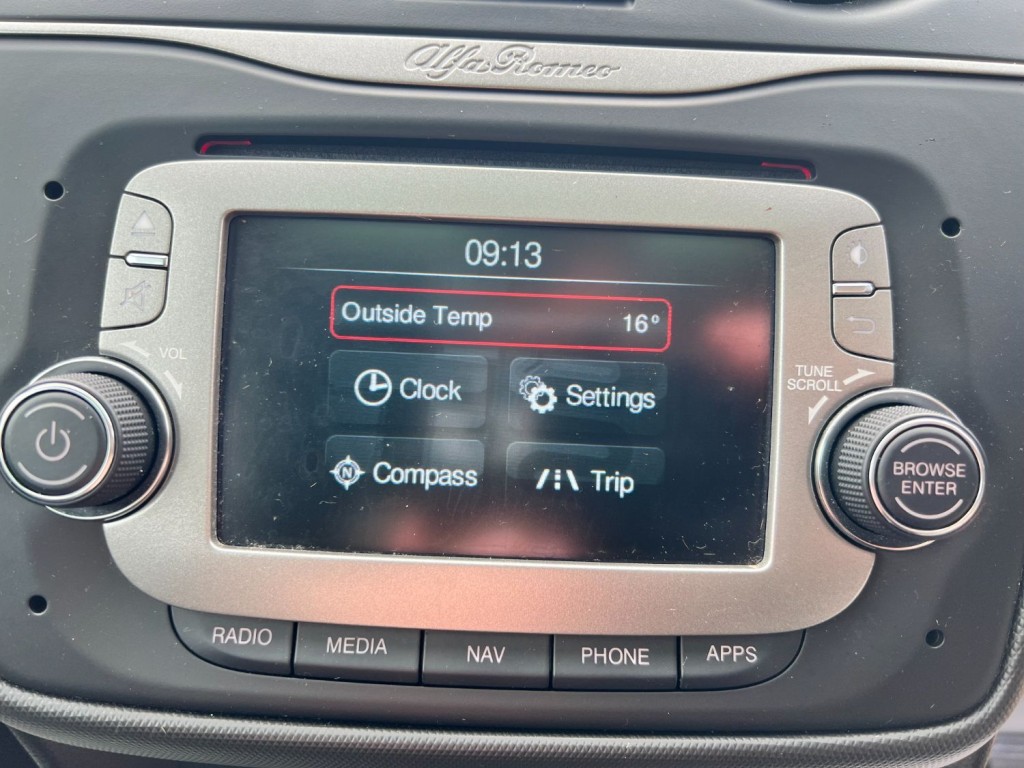 Alfa Romeo
09:13
Outside Temp 16°
Clock Settings
N Compass Trip
VOL
TUNE
SCROLL
BROWSE
ENTER
RADIO MEDIA NAV PHONE APPS